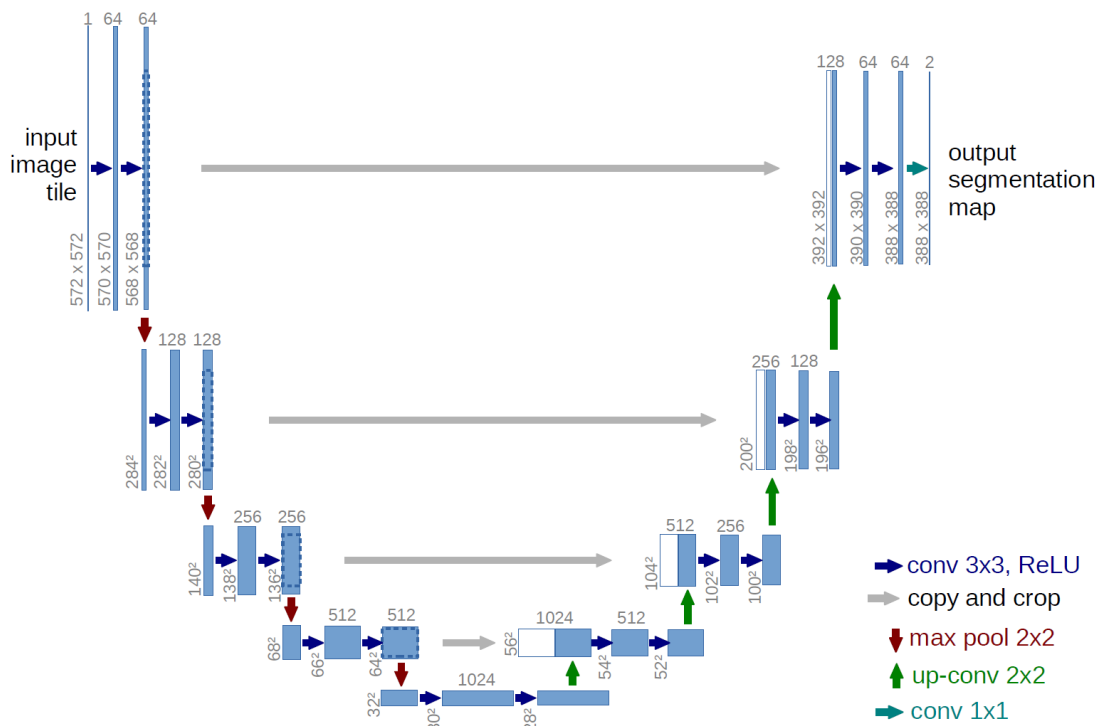 1 64 64
128 64 64 2
input
image
tile
output
segmentation
map
572 x 572
570 x 570
568 x 568
392 x 392
390 x 390
388 x 388
388 x 388
128 128
256 128
284²
282²
280²
200²
198²
196²
256 256
512 256
140²
138²
136²
104²
102²
100²
512 512
1024 512
68²
66²
64²
56²
54²
52²
1024
32²
conv 3x3, ReLU
copy and crop
max pool 2x2
up-conv 2x2
conv 1x1